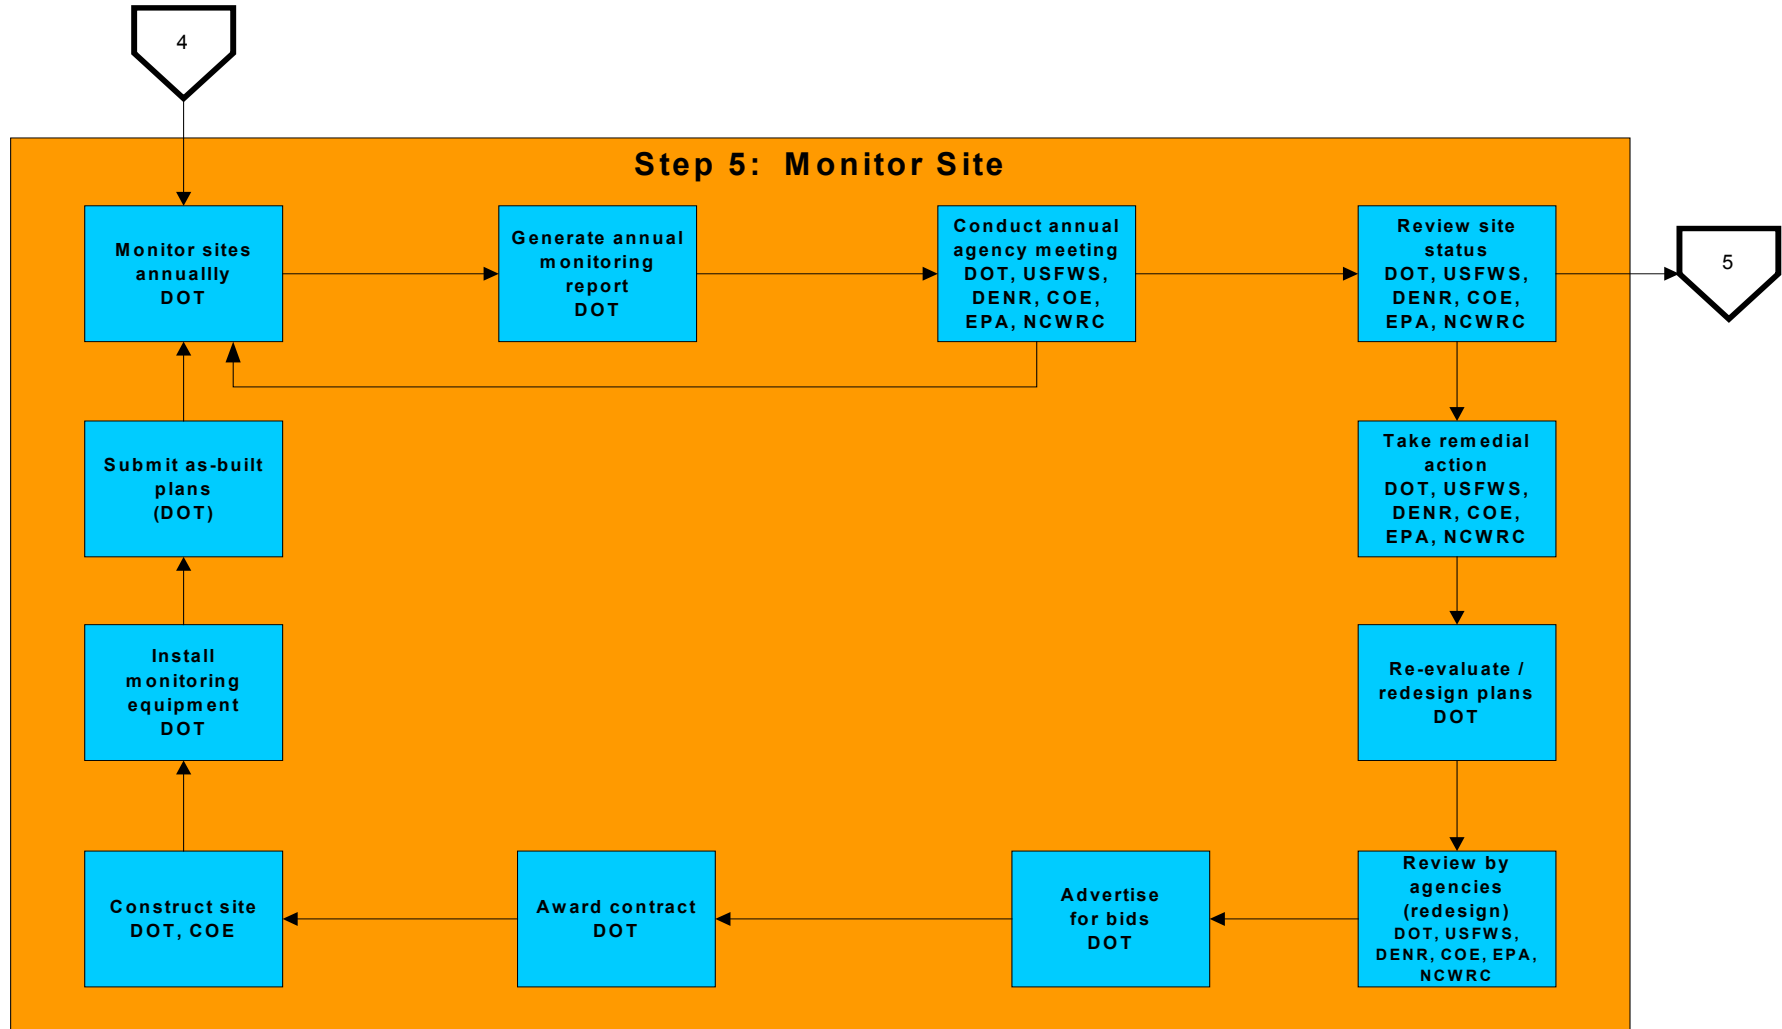 4
Step 5: Monitor Site
Monitor sites
annuallly
DOT
Generate annual
monitoring
report
DOT
Conduct annual
agency meeting
DOT, USFWS,
DENR, COE,
EPA, NCWRC
Review site
status
DOT, USFWS,
DENR, COE,
EPA, NCWRC
5
Submit as-built
plans
(DOT)
Take remedial
action
DOT, USFWS,
DENR, COE,
EPA, NCWRC
Install
monitoring
equipment
DOT
Re-evaluate /
redesign plans
DOT
Construct site
DOT, COE
Award contract
DOT
Advertise
for bids
DOT
Review by
agencies
(redesign)
DOT, USFWS,
DENR, COE, EPA,
NCWRC